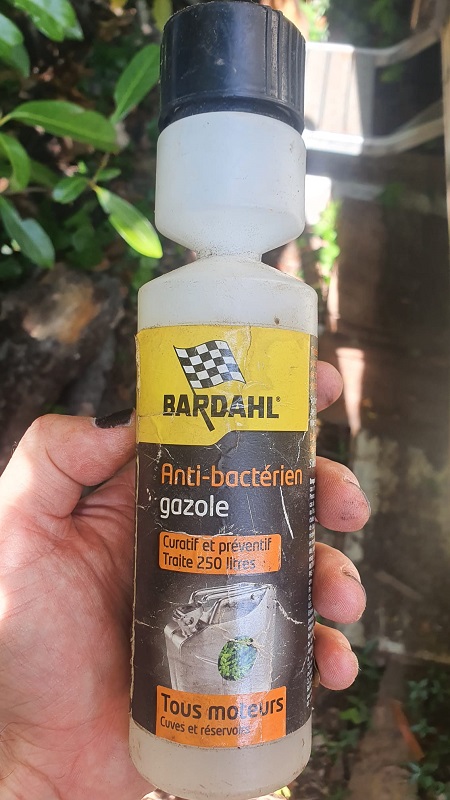 BARDAHL®
Anti-bactérien
gazole
Curatif et préventif
Traite 250 litres
Tous moteurs
Cuves et réservoirs